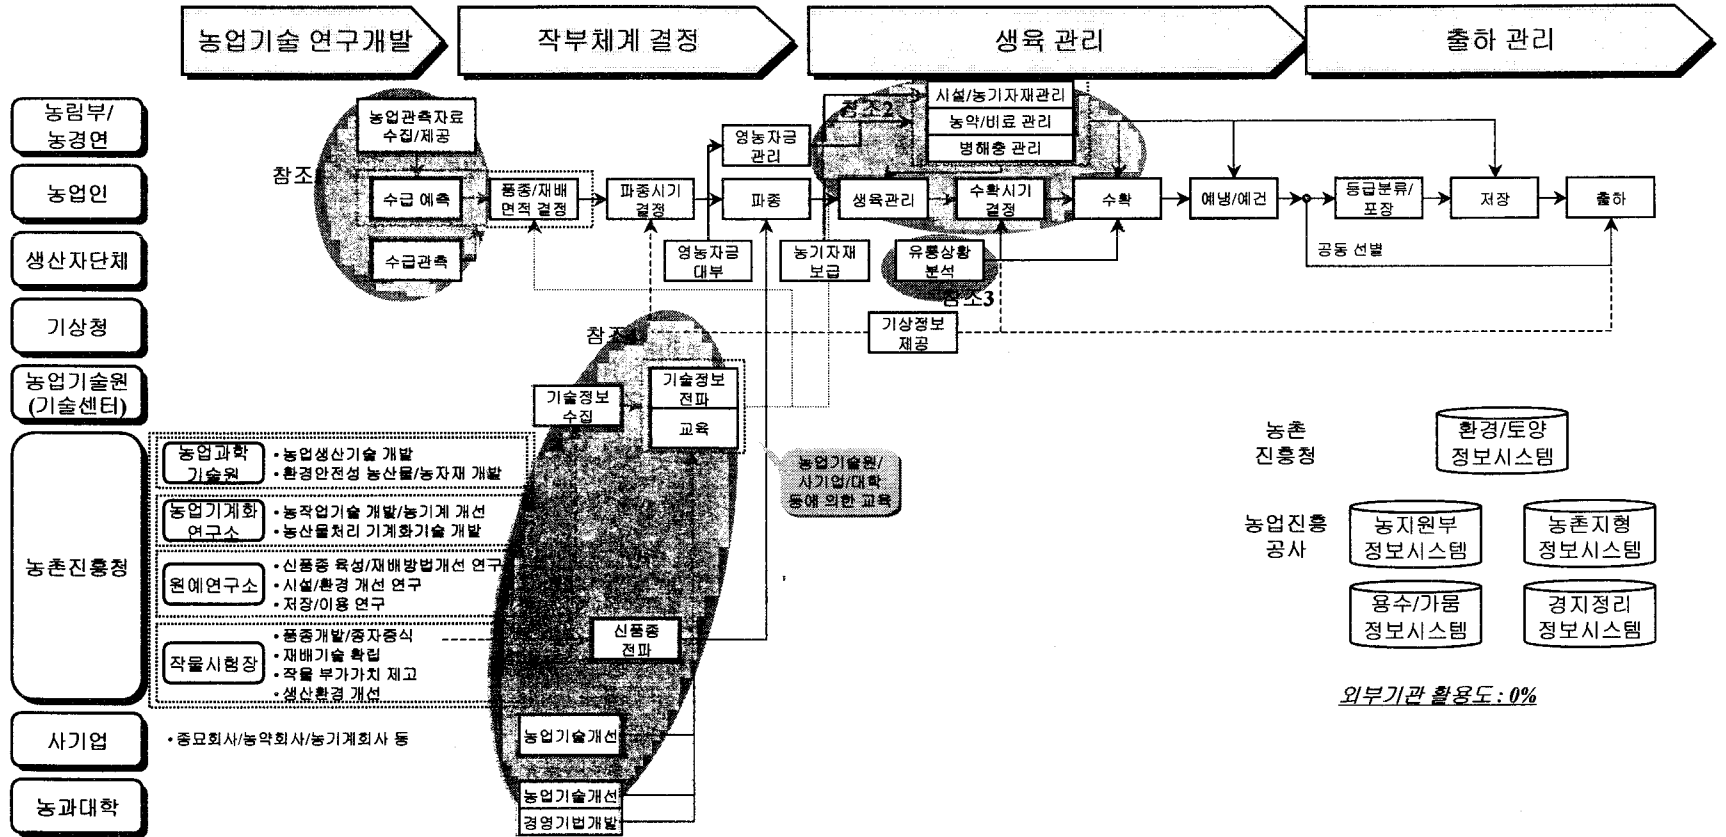 농업기술 연구개발
작부체계 결정
생육 관리
출하 관리
농림부/
농경연
농업관측자료
수집/제공
영농자금
관리
참조2
시설/농기자재관리
농약/비료 관리
병해충 관리
참조
농업인
수급 예측
품종/재배
면적 결정
파종시기
결정
파종
생육관리
수확시기
결정
수확
예냉/예건
등급분류/
포장
저장
출하
생산자단체
수급관측
영농자금
대부
농기자재
보급
유통상황
분석
공동 선별
참조3
기상청
참조4
기상정보
제공
농업기술원
(기술센터)
기술정보
수집
기술정보
전파
교육
농업기술원/
사기업/대학
등에 의한 교육
농촌진흥청
농업과학
기술원
• 농업생산기술 개발
• 환경안전성 농산물/농자재 개발
농업기계화
연구소
• 농작업기술 개발/농기계 개선
• 농산물처리 기계화기술 개발
원예연구소
• 신품종 육성/재배방법개선 연구
• 시설/환경 개선 연구
• 저장/이용 연구
작물시험장
• 품종개발/종자증식
• 재배기술 확립
• 작물 부가가치 제고
• 생산환경 개선
신품종
전파
사기업
• 종묘회사/농약회사/농기계회사 등
농업기술개선
농과대학
농업기술개선
경영기법개발
농촌
진흥청
환경/토양
정보시스템
농업진흥
공사
농지원부
정보시스템
농촌지형
정보시스템
용수/가뭄
정보시스템
경지정리
정보시스템
외부기관 활용도 : 0%